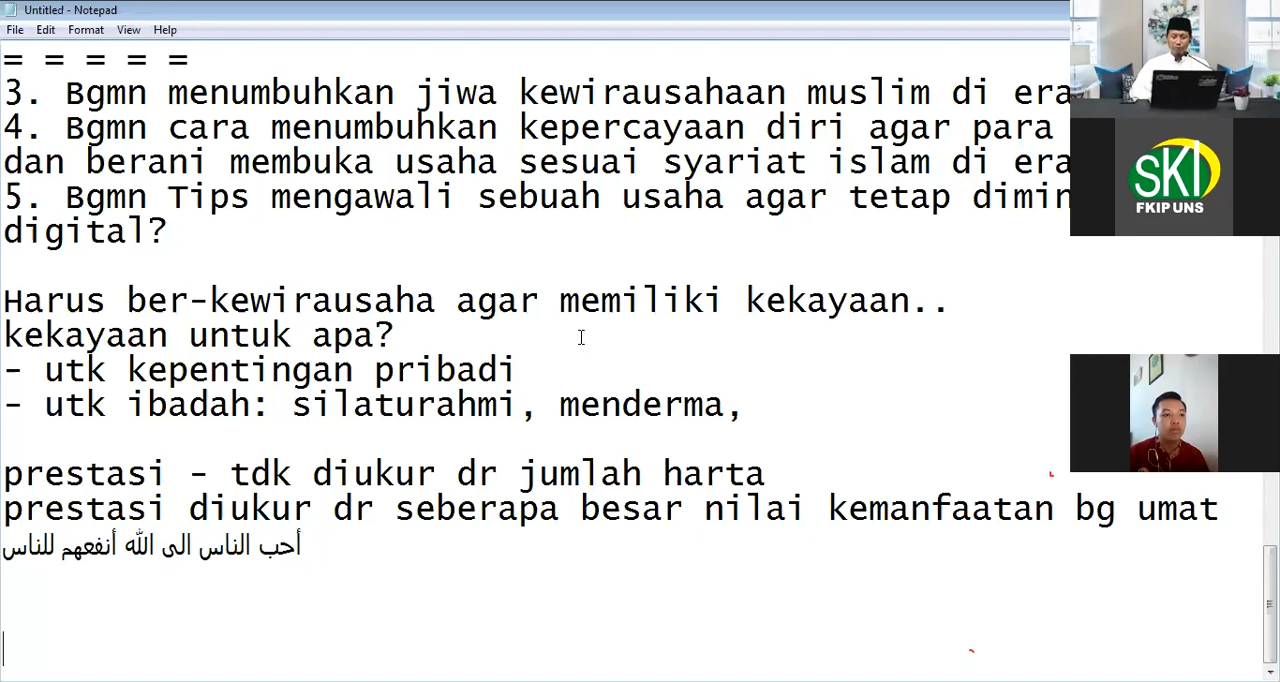 Untitled - Notepad
File Edit Format View Help
= = = = =
3. Bgmn menumbuhkan jiwa kewirausahaan muslim di era
4. Bgmn cara menumbuhkan kepercayaan diri agar para
dan berani membuka usaha sesuai syariat islam di era
5. Bgmn Tips mengawali sebuah usaha agar tetap dimin
digital?
Harus ber-kewirausaha agar memiliki kekayaan..
kekayaan untuk apa?
- utk kepentingan pribadi
- utk ibadah: silaturahmi, menderma,
prestasi - tdk diukur dr jumlah harta
prestasi diukur dr seberapa besar nilai kemanfaatan bg umat
أحب الناس الى الله أنفعهم للناس
SKI
FKIP UNS